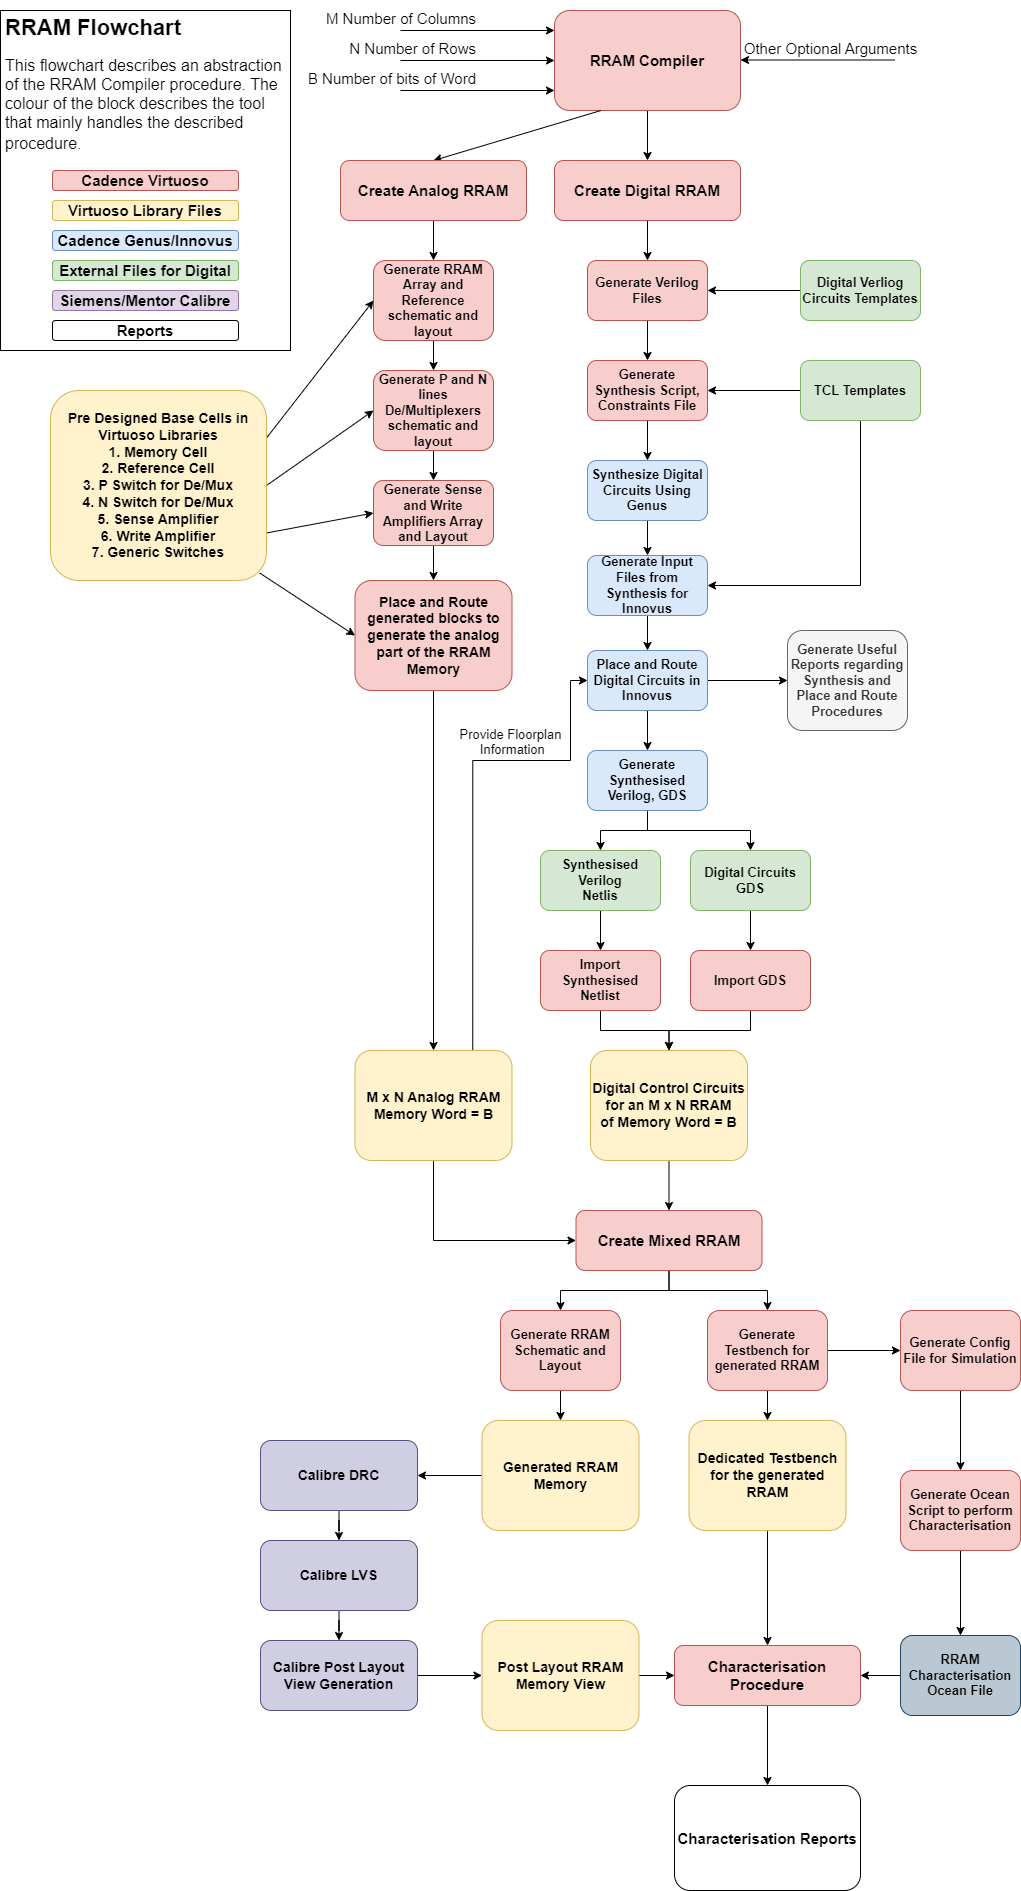 RRAM Flowchart
This flowchart describes an abstraction
of the RRAM Compiler procedure. The
colour of the block describes the tool
that mainly handles the described
procedure.
Cadence Virtuoso
Virtuoso Library Files
Cadence Genus/Innovus
External Files for Digital
Siemens/Mentor Calibre
Reports
M Number of Columns
N Number of Rows
B Number of bits of Word
RRAM Compiler
Other Optional Arguments
Create Analog RRAM
Create Digital RRAM
Generate RRAM
Array and
Reference
schematic and
layout
Generate Verilog
Files
Digital Verilog
Circuits Templates
Generate P and N
lines
De/Multiplexers
schematic and
layout
Generate
Synthesis Script,
Constraints File
TCL Templates
Pre Designed Base Cells in
Virtuoso Libraries
1. Memory Cell
2. Reference Cell
3. P Switch for De/Mux
4. N Switch for De/Mux
5. Sense Amplifier
6. Write Amplifier
7. Generic Switches
Generate Sense
and Write
Amplifiers Array
and Layout
Synthesize Digital
Circuits Using
Genus
Generate Input
Files from
Synthesis for
Innovus
Place and Route
generated blocks to
generate the analog
part of the RRAM
Memory
Place and Route
Digital Circuits in
Innovus
Generate Useful
Reports regarding
Synthesis and
Place and Route
Procedures
Provide Floorplan
Information
Generate
Synthesised
Verilog, GDS
Synthesised
Verilog
Netlis
Digital Circuits
GDS
Import
Synthesised
Netlist
Import GDS
M x N Analog RRAM
Memory Word = B
Digital Control Circuits
for an M x N RRAM
of Memory Word = B
Create Mixed RRAM
Generate RRAM
Schematic and
Layout
Generate
Testbench for
generated RRAM
Generate Config
File for Simulation
Calibre DRC
Generated RRAM
Memory
Dedicated Testbench
for the generated
RRAM
Generate Ocean
Script to perform
Characterisation
Calibre LVS
Calibre Post Layout
View Generation
Post Layout RRAM
Memory View
Characterisation
Procedure
RRAM
Characterisation
Ocean File
Characterisation Reports